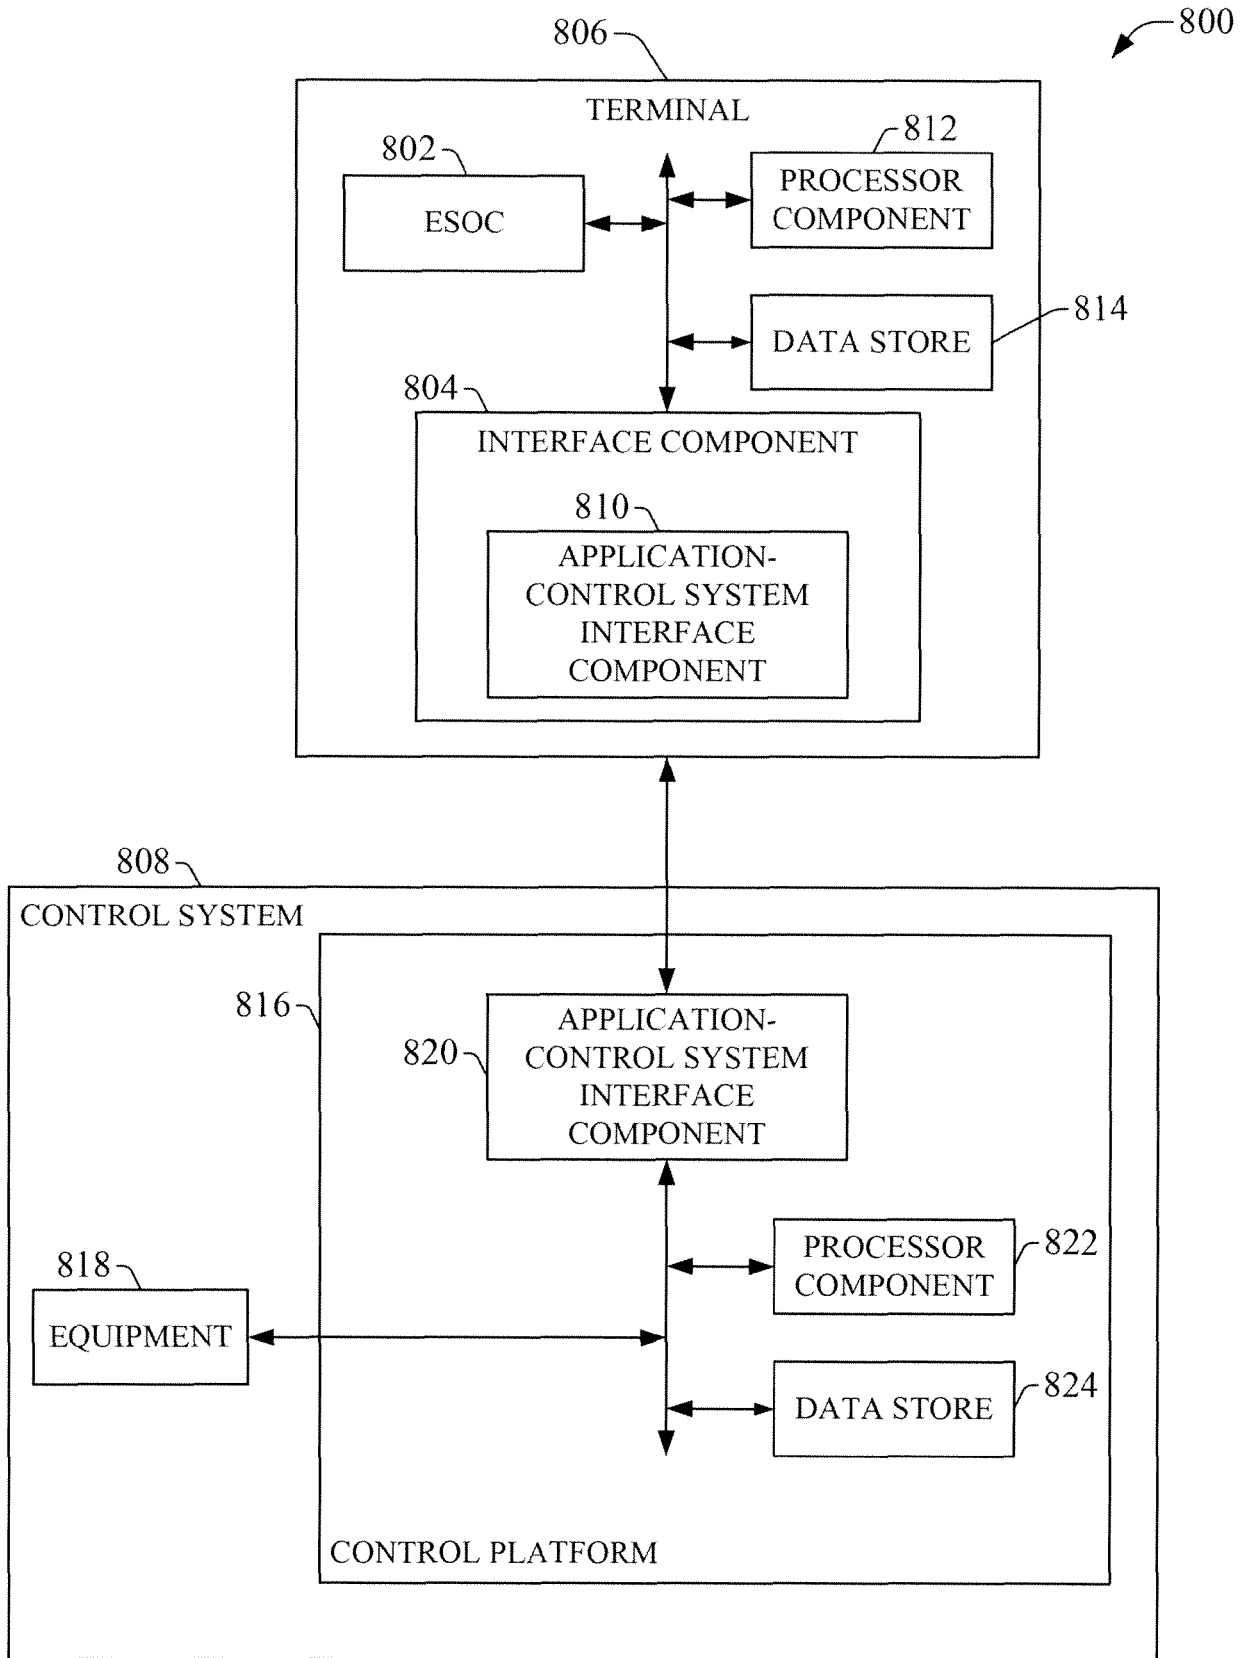 800
806
TERMINAL
802
812
ESOC
PROCESSOR
COMPONENT
814
DATA STORE
804
INTERFACE COMPONENT
810
APPLICATION-
CONTROL SYSTEM
INTERFACE
COMPONENT
808
CONTROL SYSTEM
816
820
APPLICATION-
CONTROL SYSTEM
INTERFACE
COMPONENT
822
PROCESSOR
COMPONENT
818
EQUIPMENT
824
DATA STORE
CONTROL PLATFORM